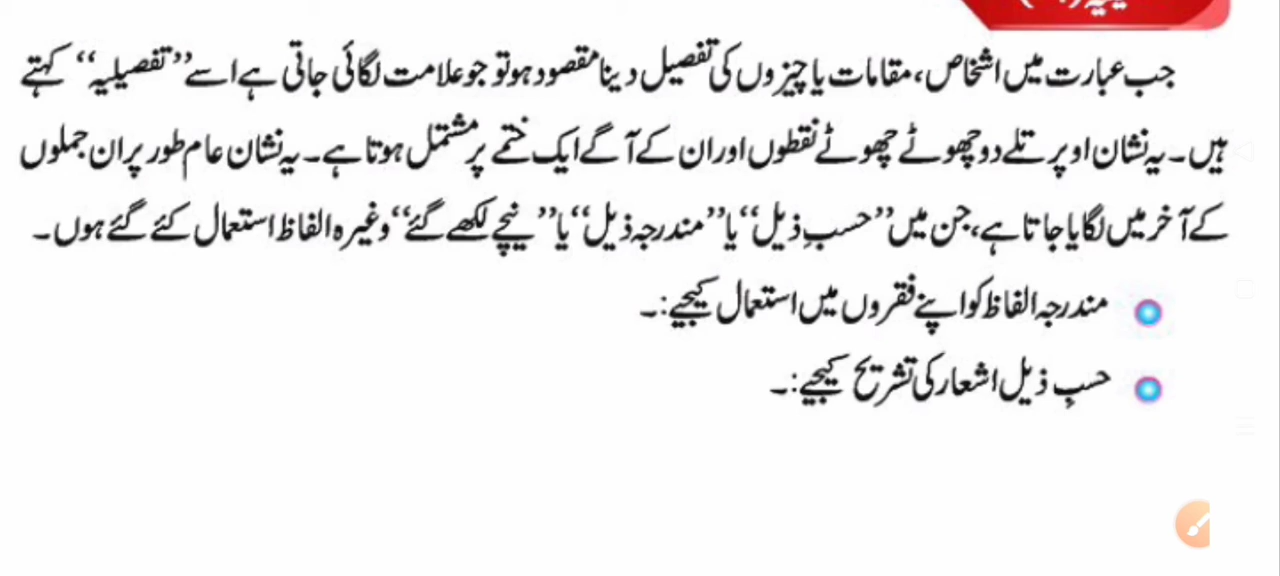 جب عبارت میں اشخاص، مقامات یا چیزوں کی تفصیل دینا مقصود ہو تو جو علامت لگائی جاتی ہے اسے ’’تفصیلیہ‘‘ کہتے
ہیں۔ یہ نشان اوپر تلے دو چھوٹے چھوٹے نقطوں اور ان کے آگے ایک ختمے پر مشتمل ہوتا ہے۔ یہ نشان عام طور پر ان جملوں
کے آخر میں لگایا جاتا ہے، جن میں ’’حسبِ ذیل‘‘ یا ’’مندرجہ ذیل‘‘ یا ’’نیچے لکھے گئے‘‘ وغیرہ الفاظ استعمال کئے گئے ہوں۔
مندرجہ الفاظ کو اپنے فقروں میں استعمال کیجیے:۔
حسبِ ذیل اشعار کی تشریح کیجیے:۔